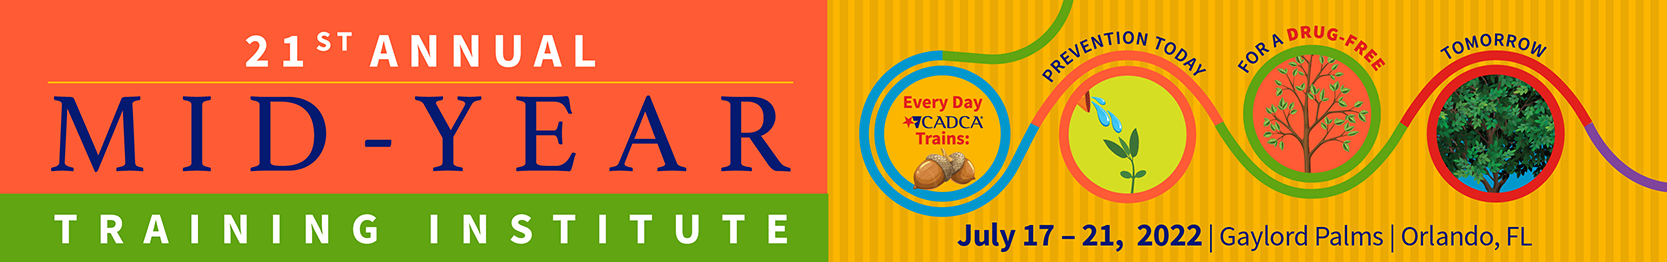 21ST ANNUAL
MID-YEAR
TRAINING INSTITUTE
Every Day
CADCA
Trains:
PREVENTION TODAY
FOR A DRUG-FREE
TOMORROW
July 17 – 21, 2022 | Gaylord Palms | Orlando, FL